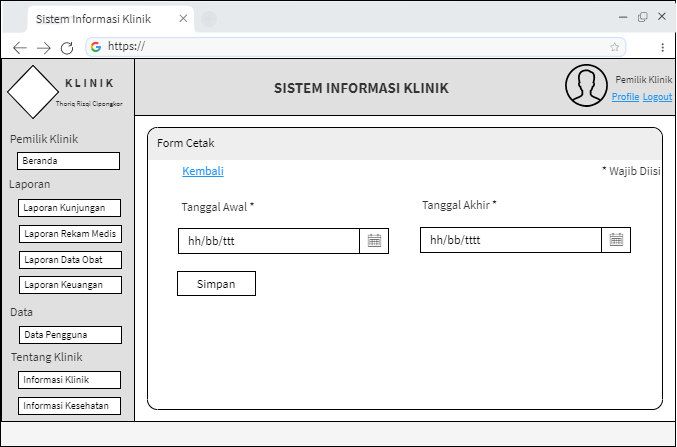 Sistem Informasi Klinik
https://
KLINIK
Thoriq Rizqi Cipongkor
SISTEM INFORMASI KLINIK
Pemilik Klinik
Profile Logout
Pemilik Klinik
Beranda
Laporan
Laporan Kunjungan
Laporan Rekam Medis
Laporan Data Obat
Laporan Keuangan
Data
Data Pengguna
Tentang Klinik
Informasi Klinik
Informasi Kesehatan
Form Cetak
Kembali
* Wajib Diisi
Tanggal Awal *
Tanggal Akhir *
hh/bb/ttt
hh/bb/tttt
Simpan